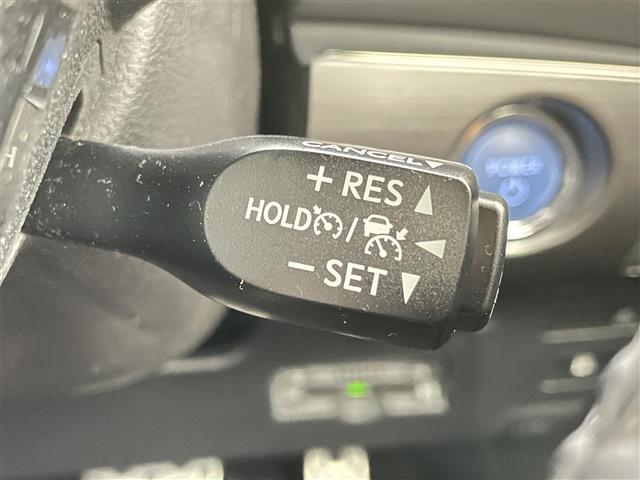 CANCEL
+ RES
HOLD /
− SET